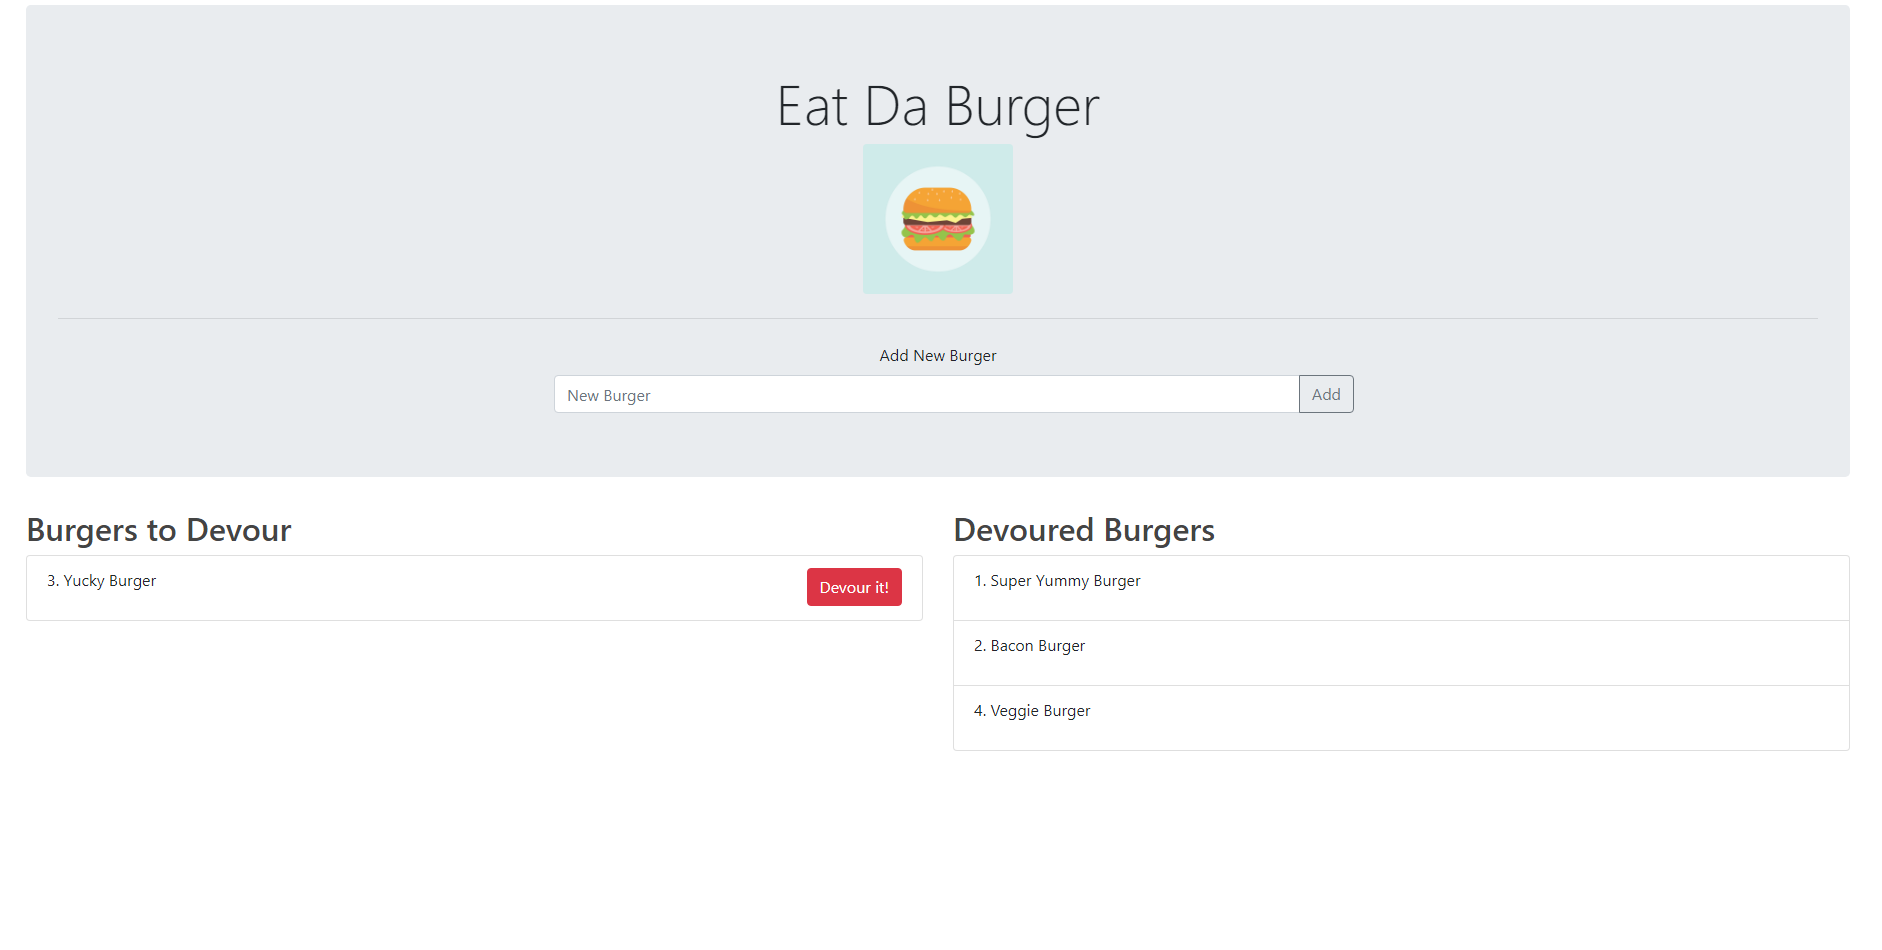 Eat Da Burger
Add New Burger
New Burger
Add
Burgers to Devour
3. Yucky Burger
Devour it!
Devoured Burgers
1. Super Yummy Burger
2. Bacon Burger
4. Veggie Burger